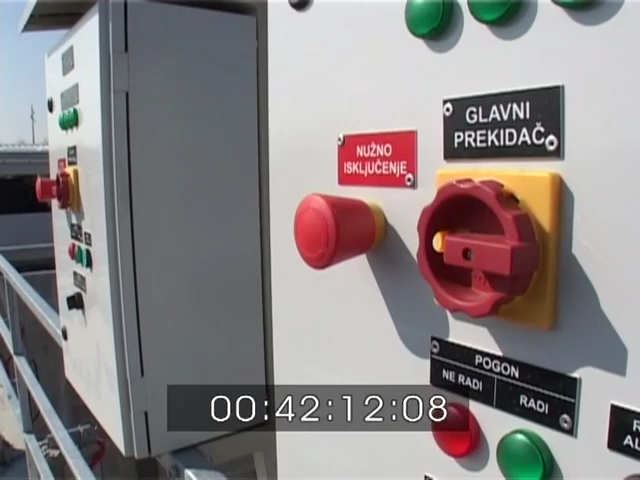 GLAVNI
PREKIDAČ
NUŽNO
ISKLJUČENJE
POGON
NE RADI
RADI
00:42:12:08